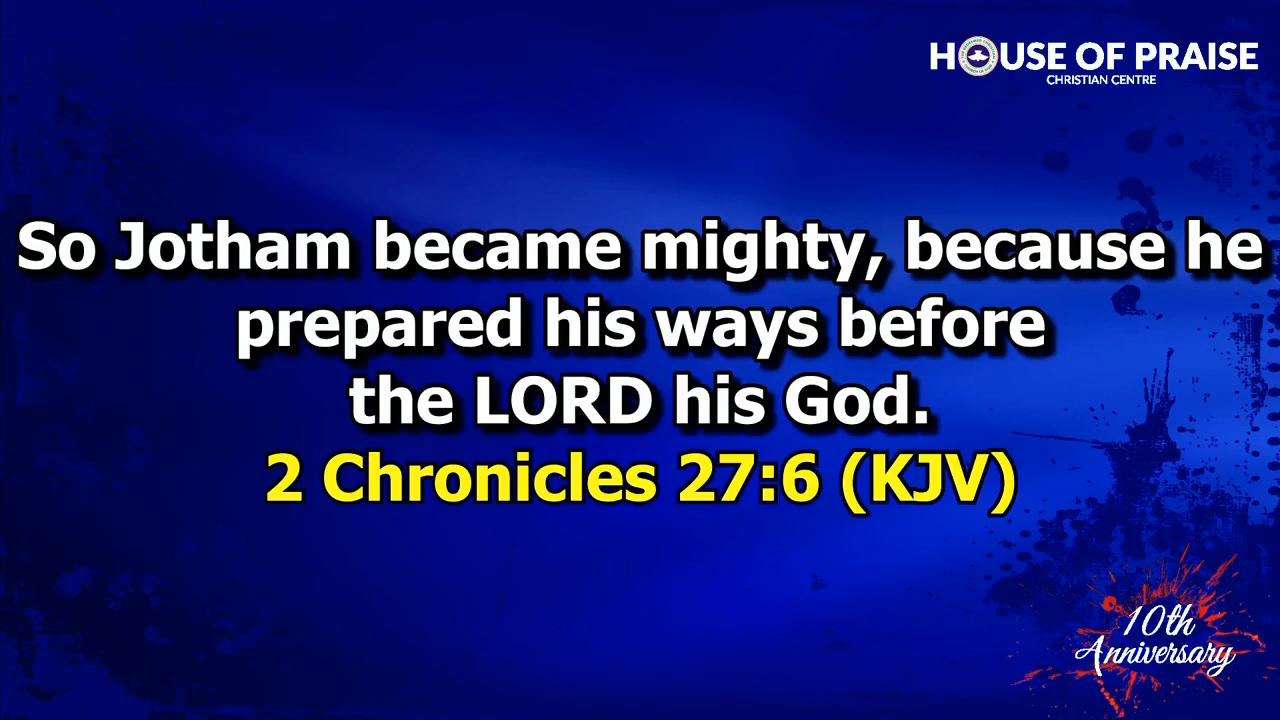 HOUSE OF PRAISE
CHRISTIAN CENTRE
So Jotham became mighty, because he
prepared his ways before
the LORD his God.
2 Chronicles 27:6 (KJV)
10th
Anniversary